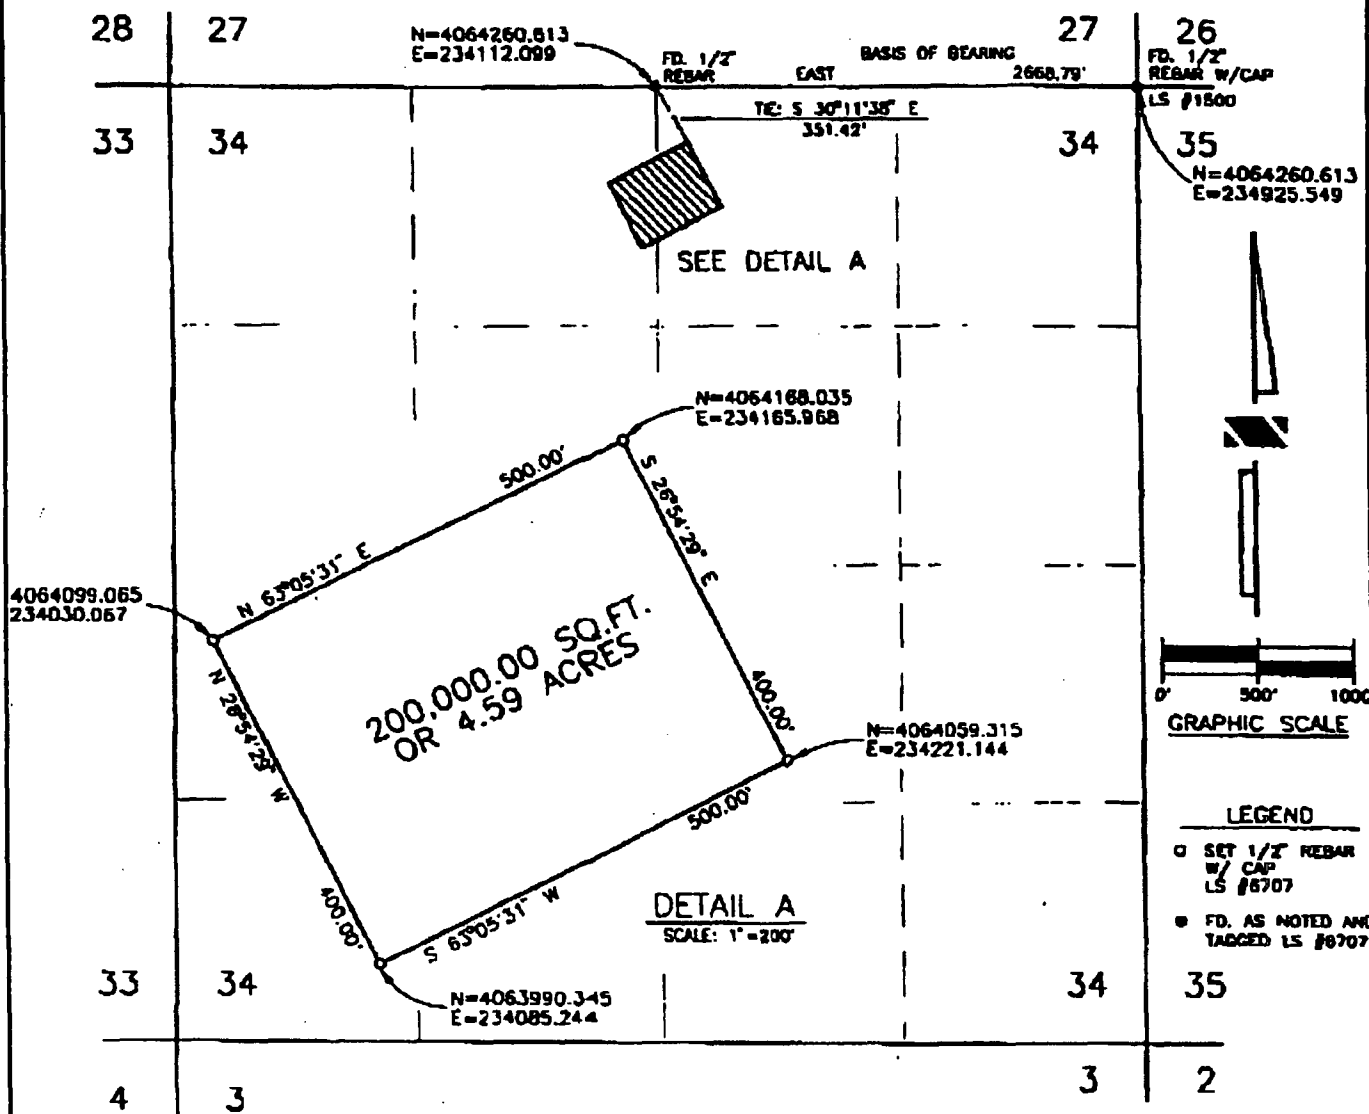 28 27
N=4064260.613
E=234112.099
FD. 1/2"
REBAR
EAST
BASIS OF BEARING
2668.79'
27 26
FD. 1/2"
REBAR W/CAP
LS #1500
TIE: S 30°11'38" E
351.42'
33 34
34 35
N=4064260.613
E=234925.549
SEE DETAIL A
N=4064168.035
E=234165.968
500.00'
N 63°05'31" E
S 26°54'29" E
400.00'
4064099.065
234030.067
N 26°54'29" W
400.00'
200,000.00 SQ.FT.
OR 4.59 ACRES
N=4064059.315
E=234221.144
500.00'
S 63°05'31" W
0' 500' 1000
GRAPHIC SCALE
LEGEND
SET 1/2" REBAR
W/ CAP
LS #6707
FD. AS NOTED AND
TAGGED LS #6707
DETAIL A
SCALE: 1"=200'
N=4063990.345
E=234085.244
33 34
34 35
4 3
3 2